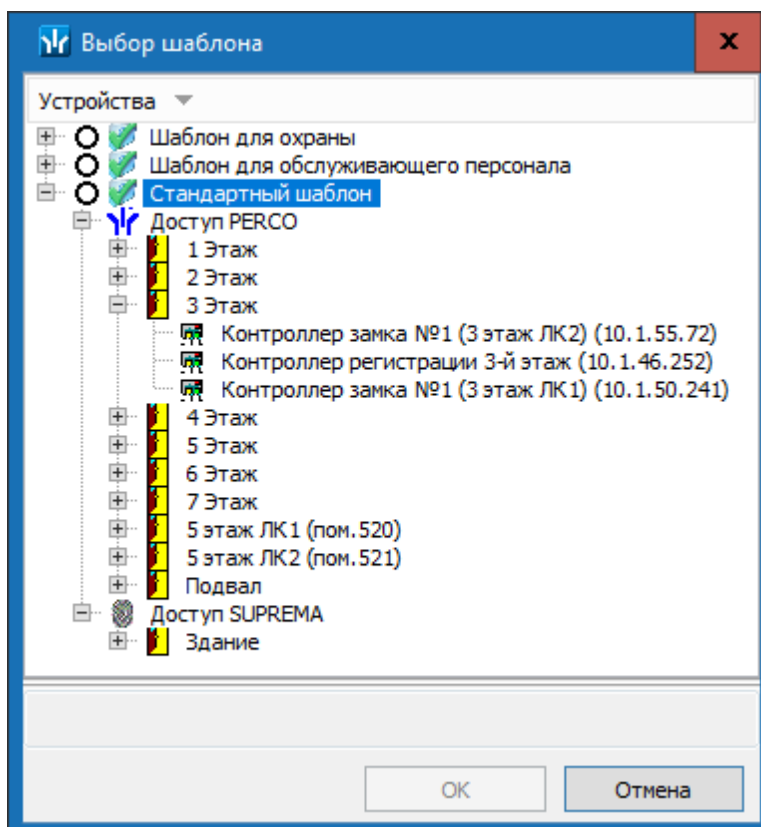 Выбор шаблона
Устройства
Шаблон для охраны
Шаблон для обслуживающего персонала
Стандартный шаблон
Доступ PERCO
1 Этаж
2 Этаж
3 Этаж
Контроллер замка №1 (3 этаж ЛК2) (10.1.55.72)
Контроллер регистрации 3-й этаж (10.1.46.252)
Контроллер замка №1 (3 этаж ЛК1) (10.1.50.241)
4 Этаж
5 Этаж
6 Этаж
7 Этаж
5 этаж ЛК1 (пом.520)
5 этаж ЛК2 (пом.521)
Подвал
Доступ SUPREMA
Здание
OK Отмена